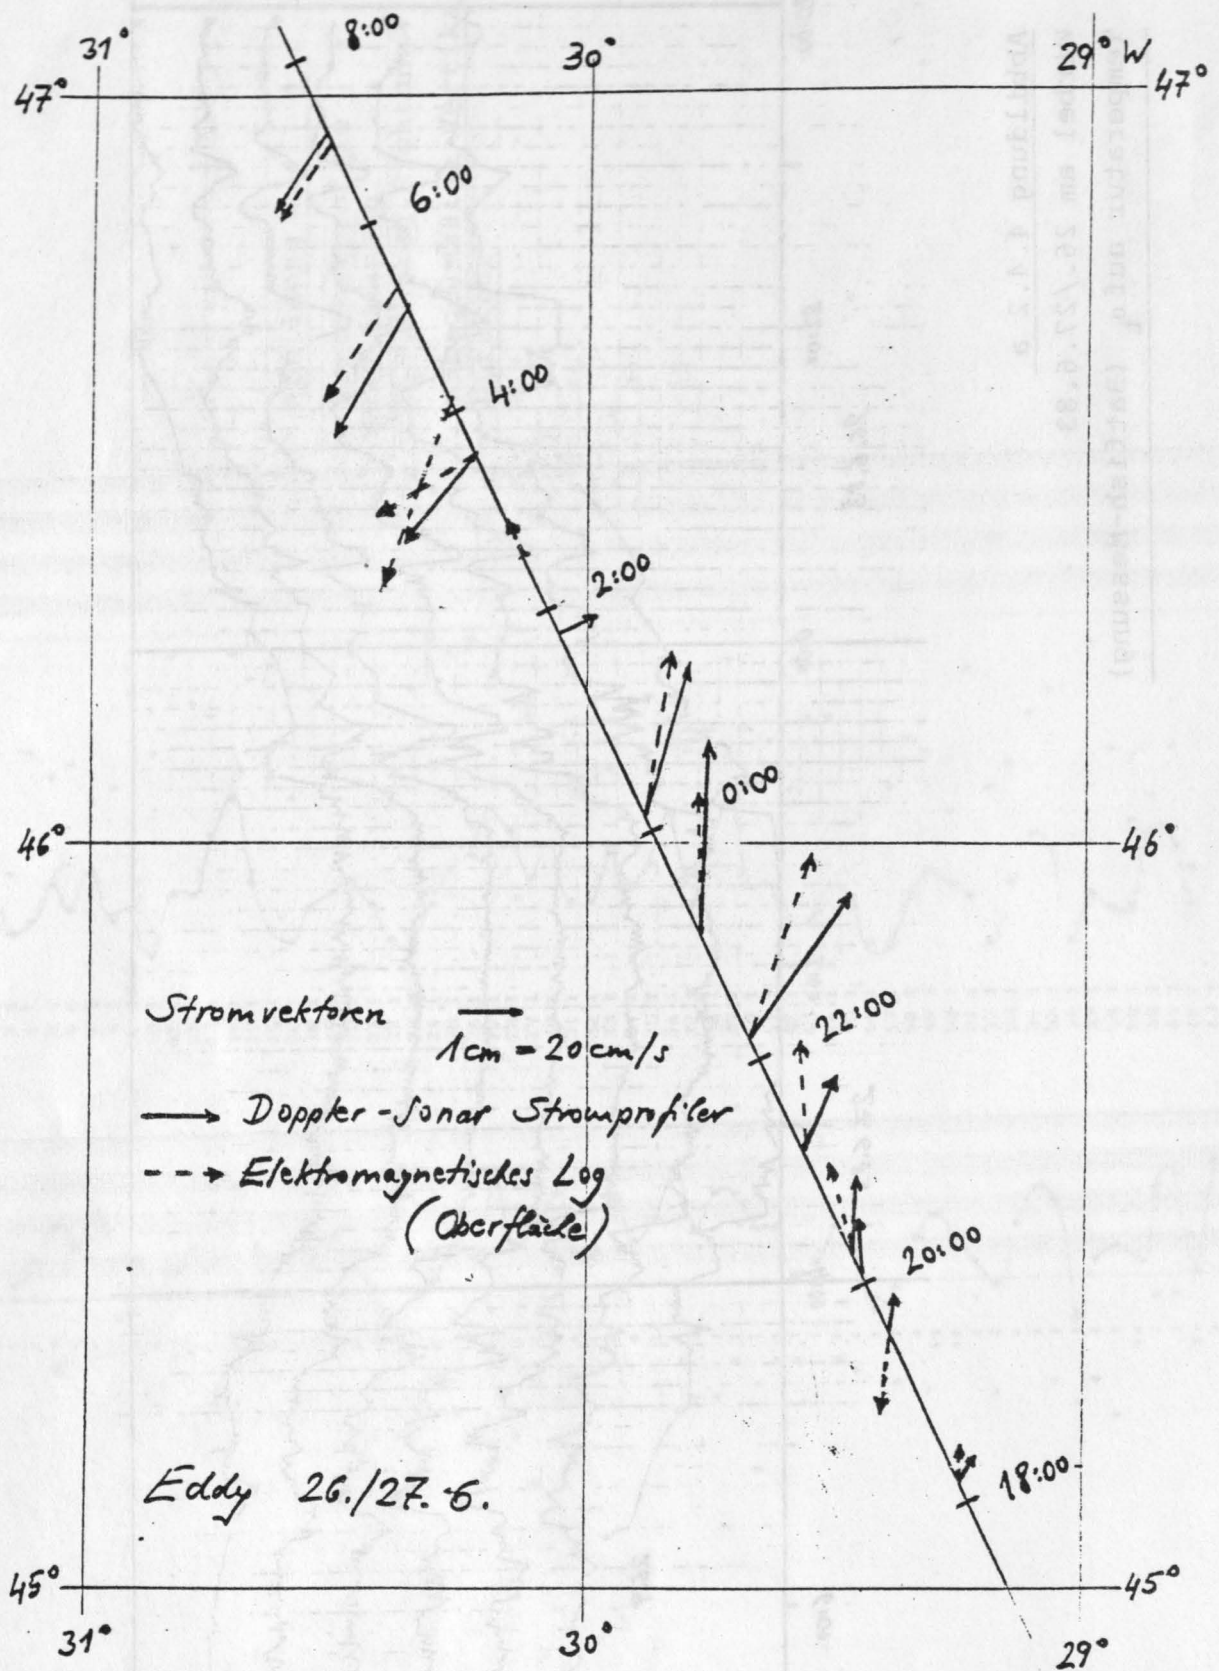 8:00
31° 30° 29° W
47° 47°
6:00
4:00
2:00
0:00
46° 46°
22:00
Stromvektoren
1cm = 20 cm/s
Doppler-Sonar Stromprofiler
Elektromagnetisches Log
(Oberfläche)
20:00
18:00
Eddy 26./27. 6.
45° 45°
31° 30° 29°